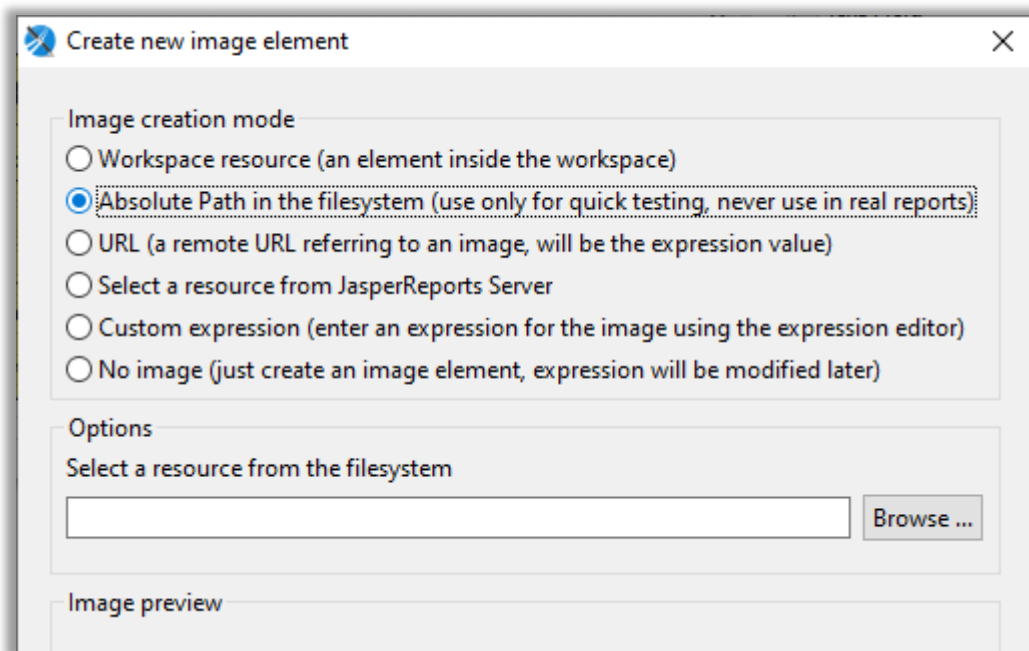 Create new image element
Image creation mode
Workspace resource (an element inside the workspace)
Absolute Path in the filesystem (use only for quick testing, never use in real reports)
URL (a remote URL referring to an image, will be the expression value)
Select a resource from JasperReports Server
Custom expression (enter an expression for the image using the expression editor)
No image (just create an image element, expression will be modified later)
Options
Select a resource from the filesystem
Browse ...
Image preview